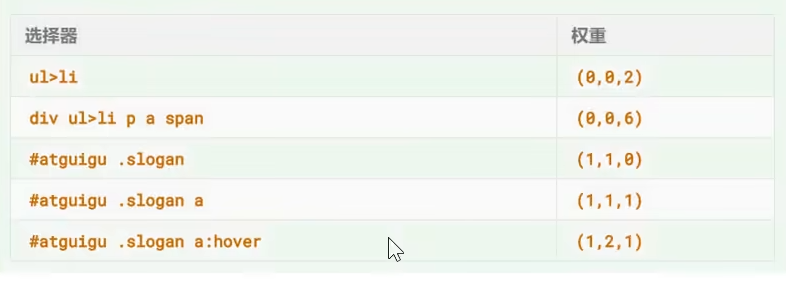 选择器 权重
ul>li (0,0,2)
div ul>li p a span (0,0,6)
#atguigu .slogan (1,1,0)
#atguigu .slogan a (1,1,1)
#atguigu .slogan a:hover (1,2,1)